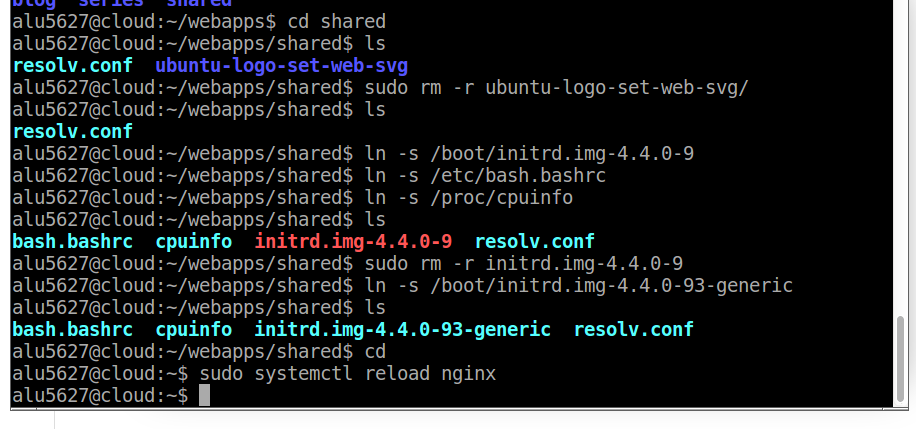 blog  series  shared
alu5627@cloud:~/webapps$ cd shared
alu5627@cloud:~/webapps/shared$ ls
resolv.conf  ubuntu-logo-set-web-svg
alu5627@cloud:~/webapps/shared$ sudo rm -r ubuntu-logo-set-web-svg/
alu5627@cloud:~/webapps/shared$ ls
resolv.conf
alu5627@cloud:~/webapps/shared$ ln -s /boot/initrd.img-4.4.0-9
alu5627@cloud:~/webapps/shared$ ln -s /etc/bash.bashrc
alu5627@cloud:~/webapps/shared$ ln -s /proc/cpuinfo
alu5627@cloud:~/webapps/shared$ ls
bash.bashrc  cpuinfo  initrd.img-4.4.0-9  resolv.conf
alu5627@cloud:~/webapps/shared$ sudo rm -r initrd.img-4.4.0-9
alu5627@cloud:~/webapps/shared$ ln -s /boot/initrd.img-4.4.0-93-generic
alu5627@cloud:~/webapps/shared$ ls
bash.bashrc  cpuinfo  initrd.img-4.4.0-93-generic  resolv.conf
alu5627@cloud:~/webapps/shared$ cd
alu5627@cloud:~$ sudo systemctl reload nginx
alu5627@cloud:~$